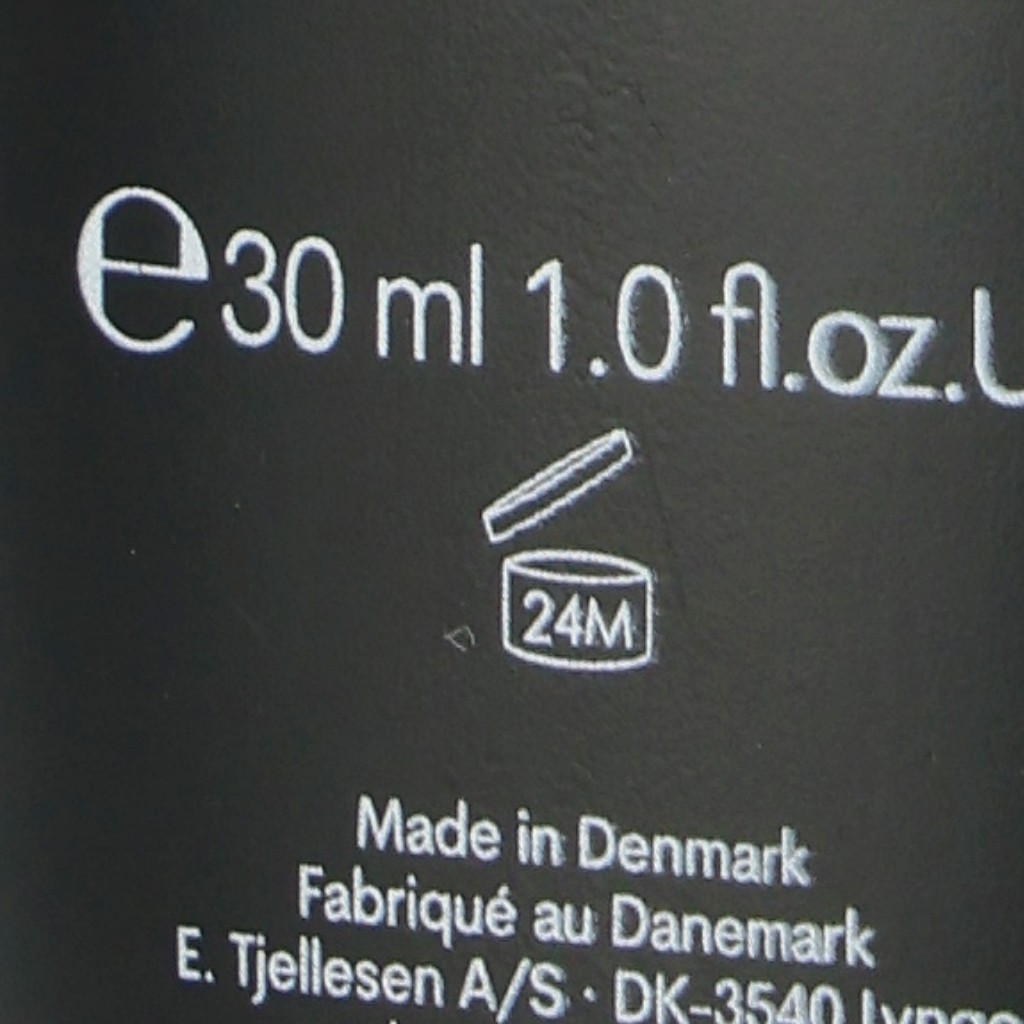 ℮ 30 ml 1.0 fl.oz.U
24M
Made in Denmark
Fabriqué au Danemark
E. Tjellesen A/S · DK-3540